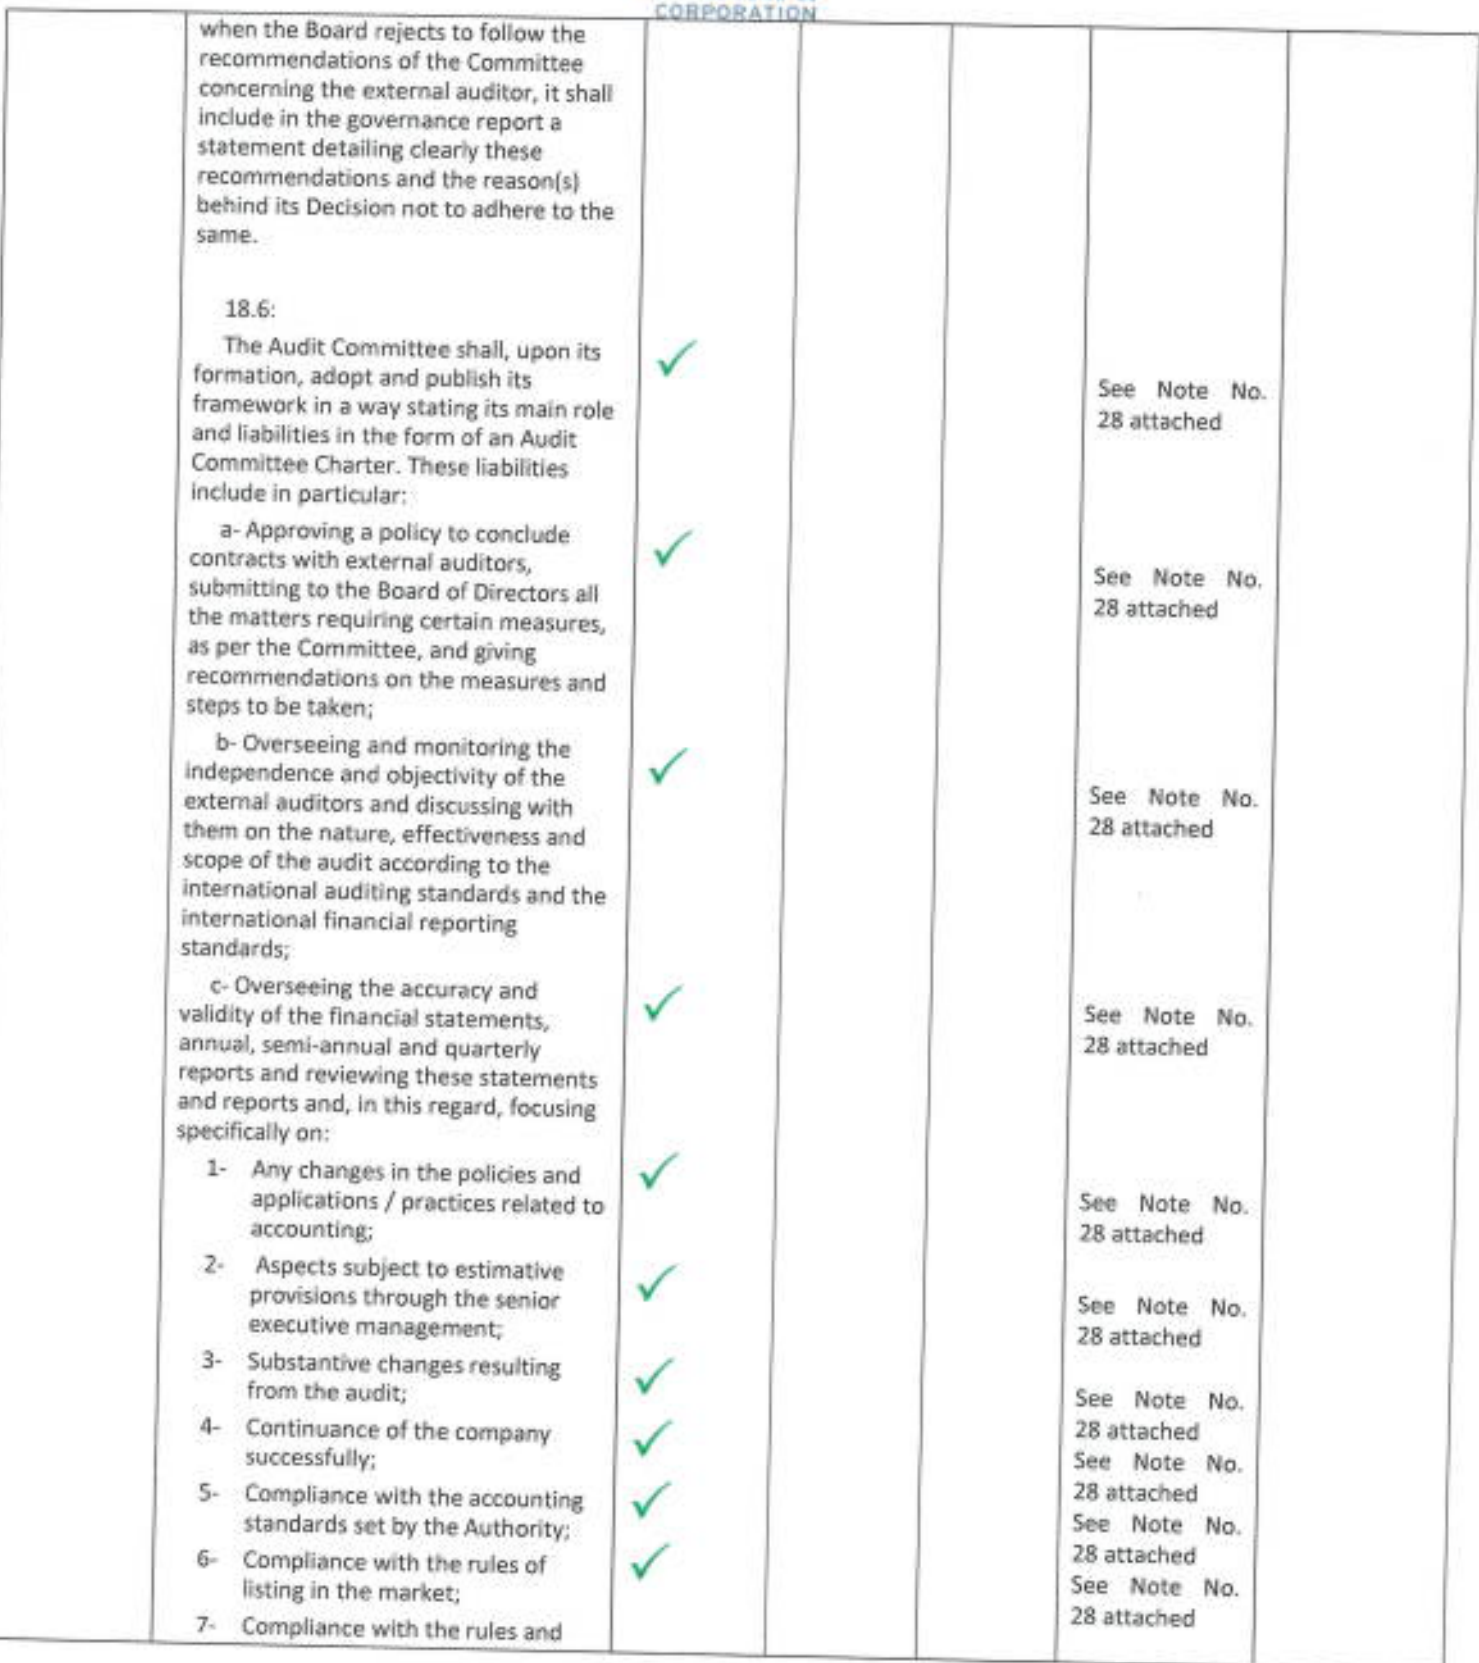 CORPORATION
when the Board rejects to follow the
recommendations of the Committee
concerning the external auditor, it shall
include in the governance report a
statement detailing clearly these
recommendations and the reason(s)
behind its Decision not to adhere to the
same.
18.6:
The Audit Committee shall, upon its
formation, adopt and publish its
framework in a way stating its main role
and liabilities in the form of an Audit
Committee Charter. These liabilities
include in particular:
See Note No.
28 attached
a- Approving a policy to conclude
contracts with external auditors,
submitting to the Board of Directors all
the matters requiring certain measures,
as per the Committee, and giving
recommendations on the measures and
steps to be taken;
See Note No.
28 attached
b- Overseeing and monitoring the
independence and objectivity of the
external auditors and discussing with
them on the nature, effectiveness and
scope of the audit according to the
international auditing standards and the
international financial reporting
standards;
See Note No.
28 attached
c- Overseeing the accuracy and
validity of the financial statements,
annual, semi-annual and quarterly
reports and reviewing these statements
and reports and, in this regard, focusing
specifically on:
See Note No.
28 attached
1- Any changes in the policies and
applications / practices related to
accounting;
See Note No.
28 attached
2- Aspects subject to estimative
provisions through the senior
executive management;
See Note No.
28 attached
3- Substantive changes resulting
from the audit;
See Note No.
28 attached
4- Continuance of the company
successfully;
See Note No.
28 attached
5- Compliance with the accounting
standards set by the Authority;
See Note No.
28 attached
6- Compliance with the rules of
listing in the market;
See Note No.
28 attached
7- Compliance with the rules and